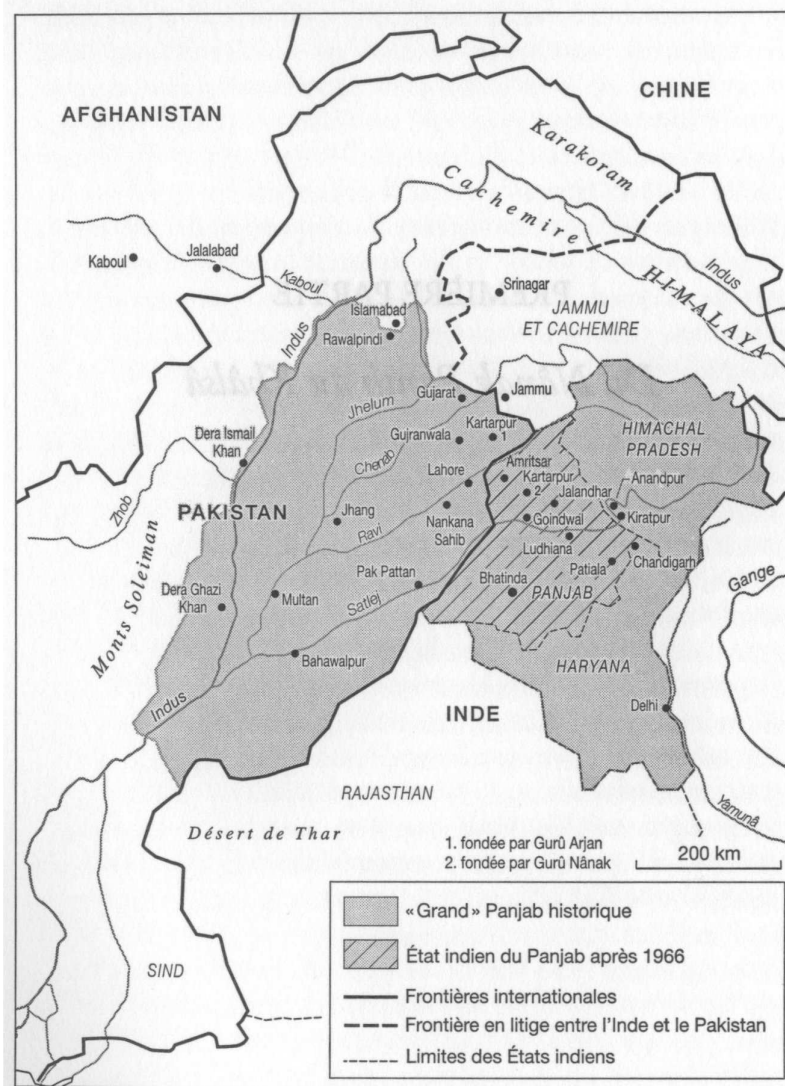 AFGHANISTAN
CHINE
Karakoram
Cachemire
Indus
HIMALAYA
Kaboul
Jalalabad
Kaboul
Srinagar
JAMMU
ET CACHEMIRE
PREMIÈRE PARTIE
Islamabad
Indus
Rawalpindi
Jhelum
Gujarat
Jammu
Kartarpur
1
Gujranwala
HIMACHAL
PRADESH
Dera Ismail
Khan
Chenab
Lahore
Amritsar
Kartarpur
2
Jalandhar
Anandpur
Zhob
PAKISTAN
Jhang
Ravi
Nankana
Sahib
Goindwal
Kiratpur
Ludhiana
Monts Soleiman
Pak Pattan
Patiala
Chandigarh
Dera Ghazi
Khan
Multan
Satlej
Bhatinda
PANJAB
Gange
Bahawalpur
HARYANA
Indus
INDE
Delhi
RAJASTHAN
Yamunâ
Désert de Thar
1. fondée par Gurû Arjan
2. fondée par Gurû Nânak
200 km
SIND
«Grand» Panjab historique
État indien du Panjab après 1966
Frontières internationales
Frontière en litige entre l'Inde et le Pakistan
Limites des États indiens